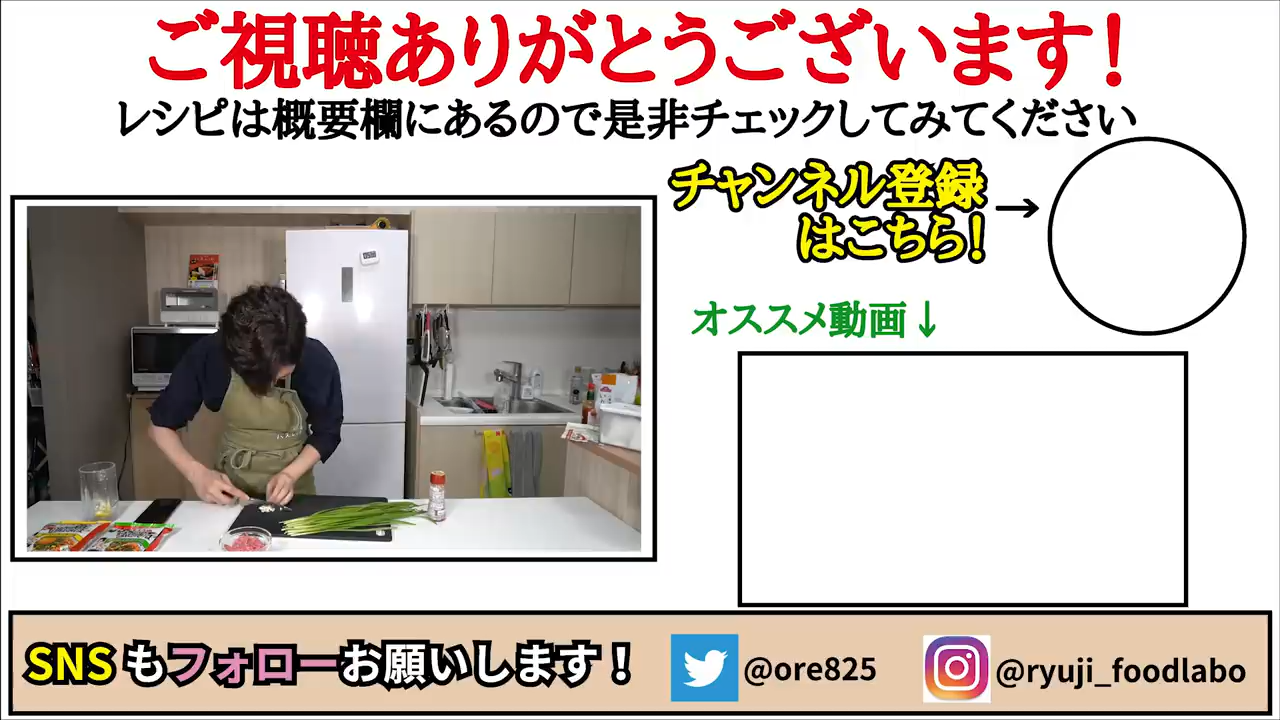 ご視聴ありがとうございます！
レシピは概要欄にあるので是非チェックしてみてください
チャンネル登録
はこちら！
→
オススメ動画↓
SNSもフォローお願いします！
@ore825
@ryuji_foodlabo